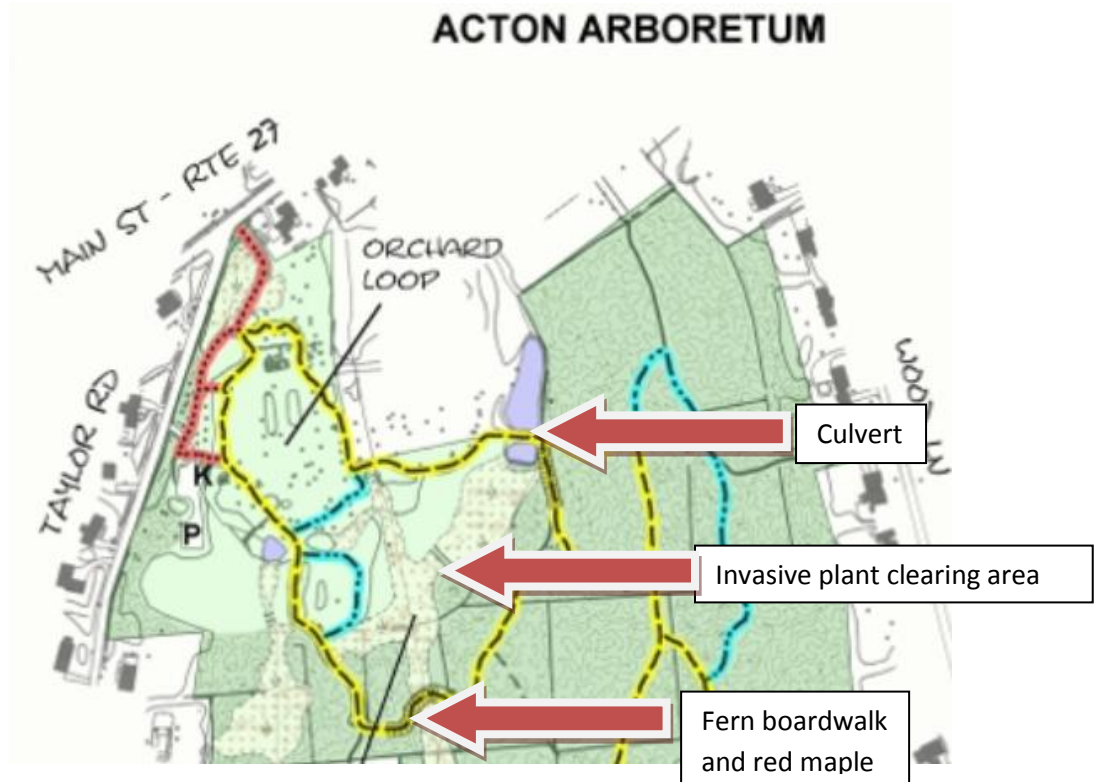 ACTON ARBORETUM
MAIN ST - RTE 27
ORCHARD
LOOP
TAYLOR RD
K
P
Culvert
Invasive plant clearing area
Fern boardwalk
and red maple